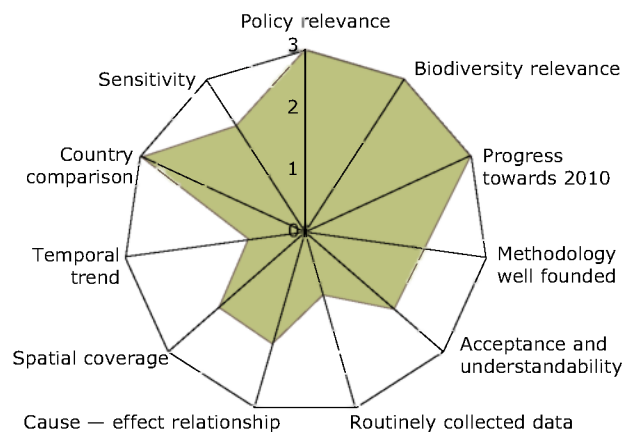 Policy relevance
3
Sensitivity
Biodiversity relevance
2
Country
comparison
1
Progress
towards 2010
0
Temporal
trend
Methodology
well founded
Spatial coverage
Acceptance and
understandability
Cause — effect relationship
Routinely collected data